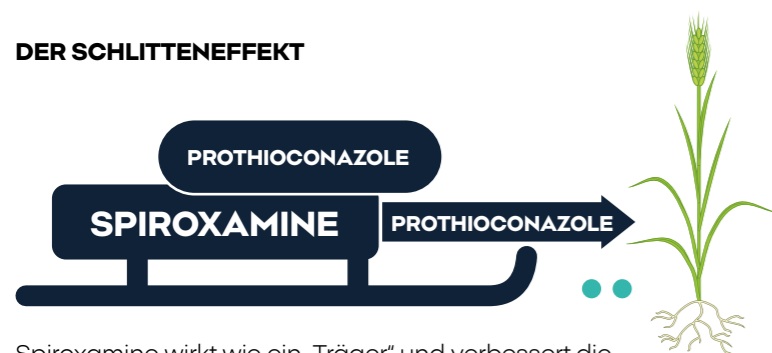 DER SCHLITTENEFFEKT
PROTHIOCONAZOLE
SPIROXAMINE
PROTHIOCONAZOLE
Spiroxamine wirkt wie ein „Träger“ und verbessert die